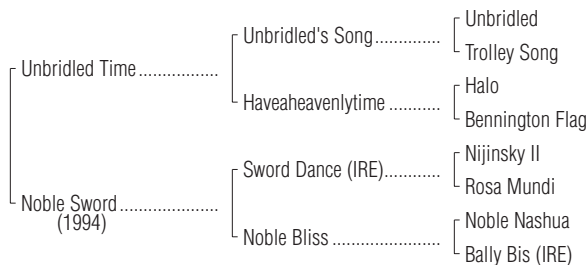 Unbridled
Unbridled's Song..............
Trolley Song
Unbridled Time.................
Halo
Haveaheavenlytime
Bennington Flag
Nijinsky II
Sword Dance (IRE)............
Rosa Mundi
Noble Sword.....................
(1994)
Noble Nashua
Noble Bliss.......................
Bally Bis (IRE)